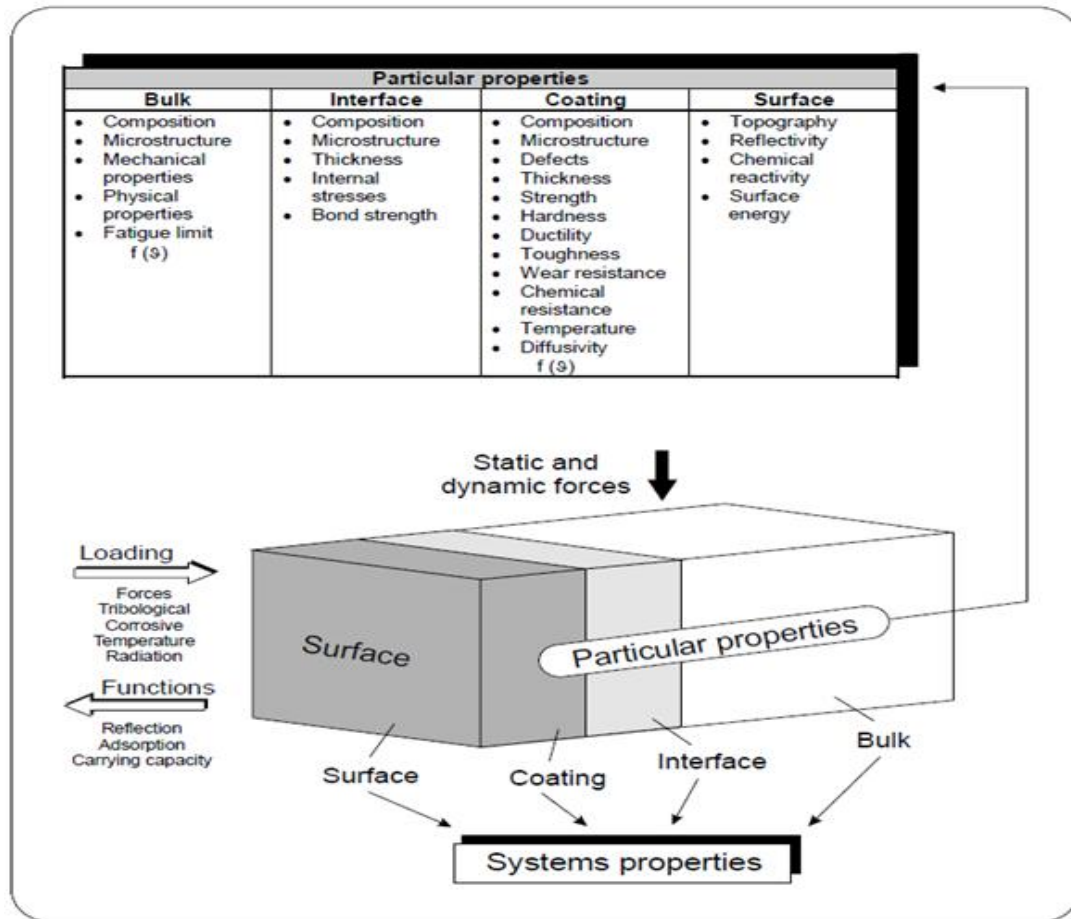 Particular properties
Bulk
• Composition
• Microstructure
• Mechanical
properties
• Physical
properties
• Fatigue limit
f (ϑ)
Interface
• Composition
• Microstructure
• Thickness
• Internal
stresses
• Bond strength
Coating
• Composition
• Microstructure
• Defects
• Thickness
• Strength
• Hardness
• Ductility
• Toughness
• Wear resistance
• Chemical
resistance
• Temperature
• Diffusivity
f (ϑ)
Surface
• Topography
• Reflectivity
• Chemical
reactivity
• Surface
energy
Static and
dynamic forces
Loading
Forces
Tribological
Corrosive
Temperature
Radiation
Functions
Reflection
Adsorption
Carrying capacity
Surface
Particular properties
Surface
Coating
Interface
Bulk
Systems properties